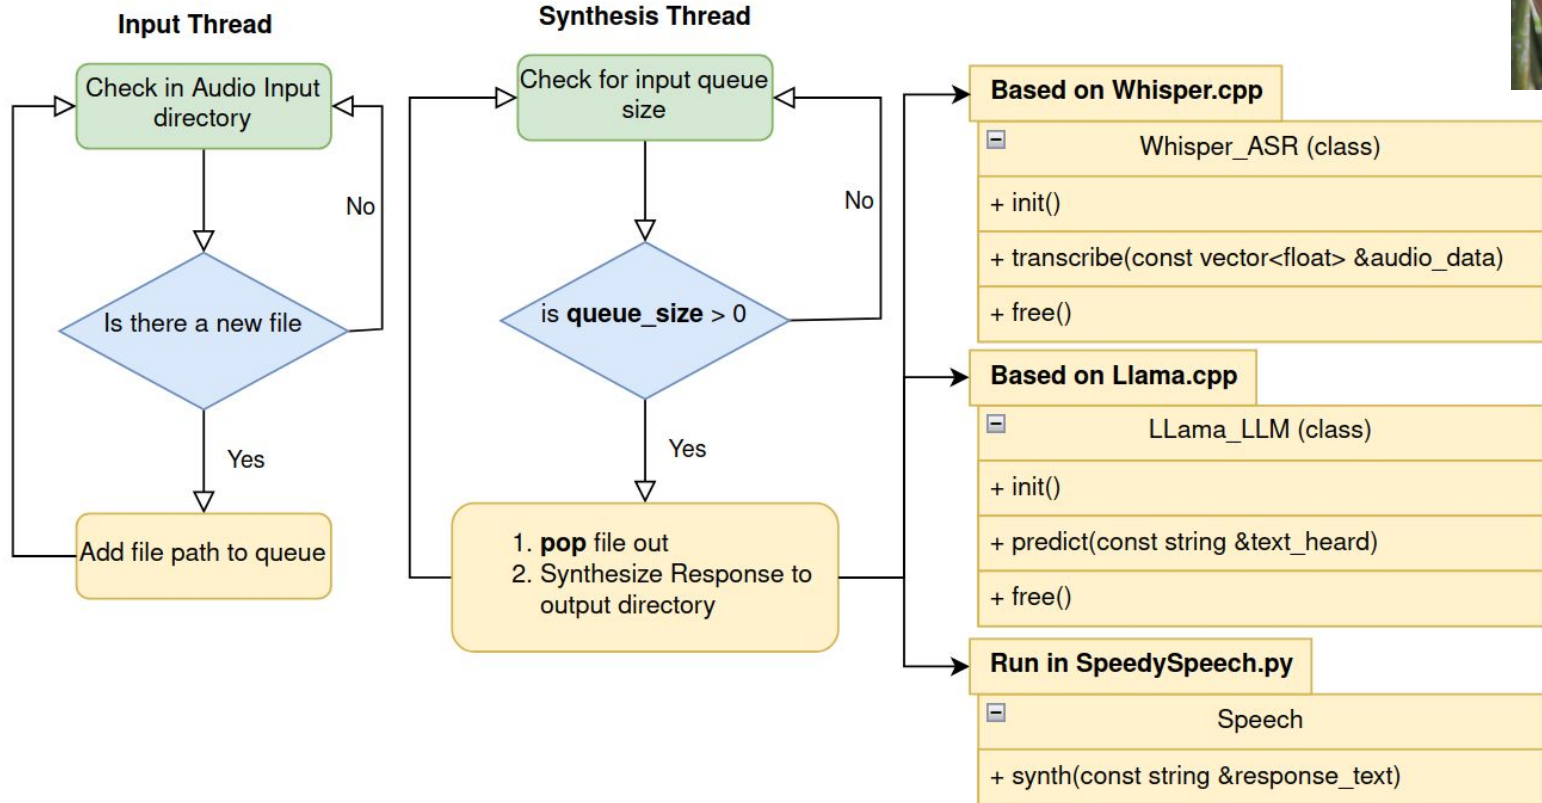 Input Thread
Check in Audio Input
directory
No
Is there a new file
Yes
Add file path to queue
Synthesis Thread
Check for input queue
size
No
is queue_size > 0
Yes
1. pop file out
2. Synthesize Response to
output directory
Based on Whisper.cpp
Whisper_ASR (class)
+ init()
+ transcribe(const vector<float> &audio_data)
+ free()
Based on Llama.cpp
LLama_LLM (class)
+ init()
+ predict(const string &text_heard)
+ free()
Run in SpeedySpeech.py
Speech
+ synth(const string &response_text)